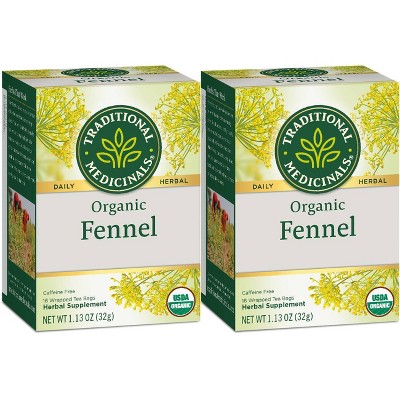 TRADITIONAL
MEDICINALS®
DAILY
HERBAL
Organic
Fennel
Caffeine Free
16 Wrapped Tea Bags
Herbal Supplement
NET WT 1.13 OZ (32g)
USDA
ORGANIC
TRADITIONAL
MEDICINALS®
DAILY
HERBAL
Organic
Fennel
Caffeine Free
16 Wrapped Tea Bags
Herbal Supplement
NET WT 1.13 OZ (32g)
USDA
ORGANIC